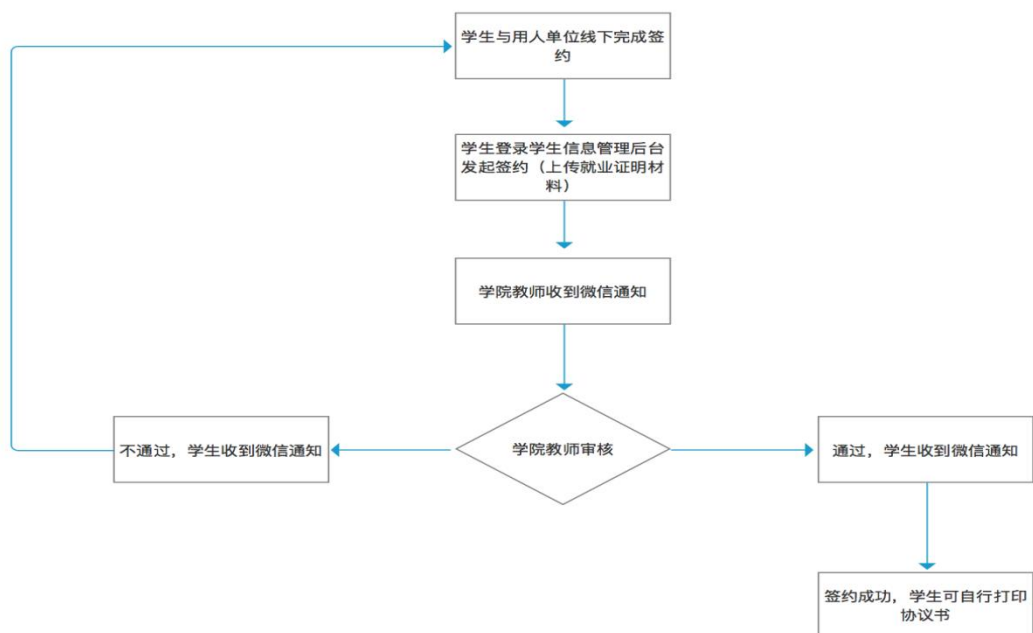 学生与用人单位线下完成签
约
学生登录学生信息管理后台
发起签约（上传就业证明材
料）
学院教师收到微信通知
不通过，学生收到微信通知
学院教师审核
通过，学生收到微信通知
签约成功，学生可自行打印
协议书